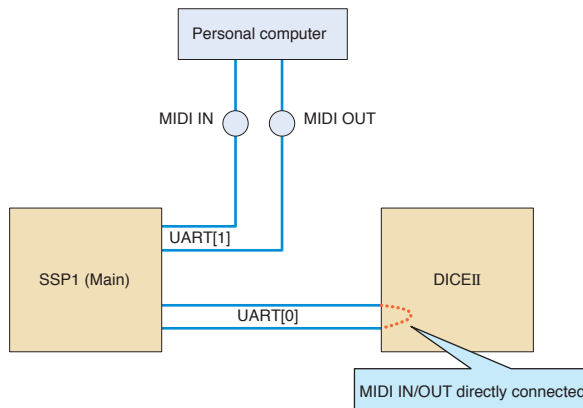 Personal computer
MIDI IN
MIDI OUT
UART[1]
SSP1 (Main)
DICEII
UART[0]
MIDI IN/OUT directly connected